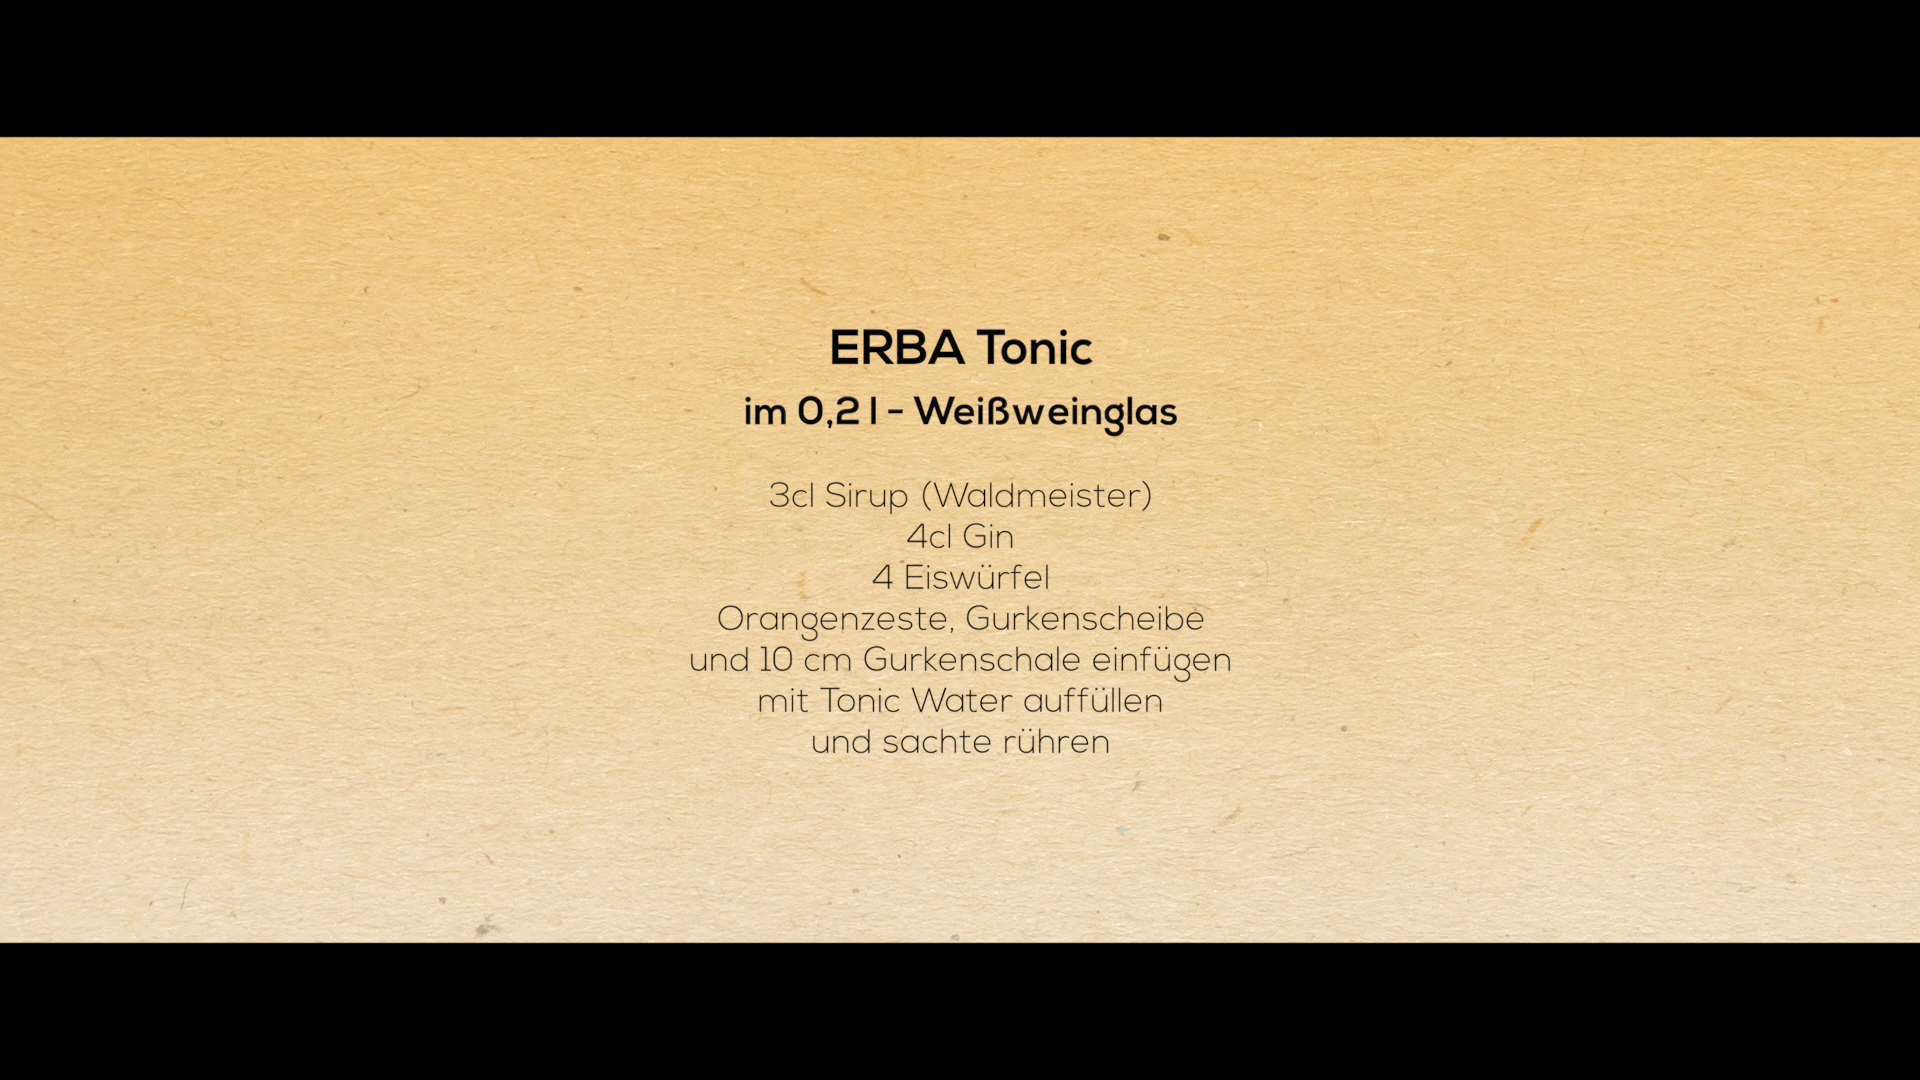 ERBA Tonic
im 0,2 l - Weißweinglas
3cl Sirup (Waldmeister)
4cl Gin
4 Eiswürfel
Orangenzeste, Gurkenscheibe
und 10 cm Gurkenschale einfügen
mit Tonic Water auffüllen
und sachte rühren